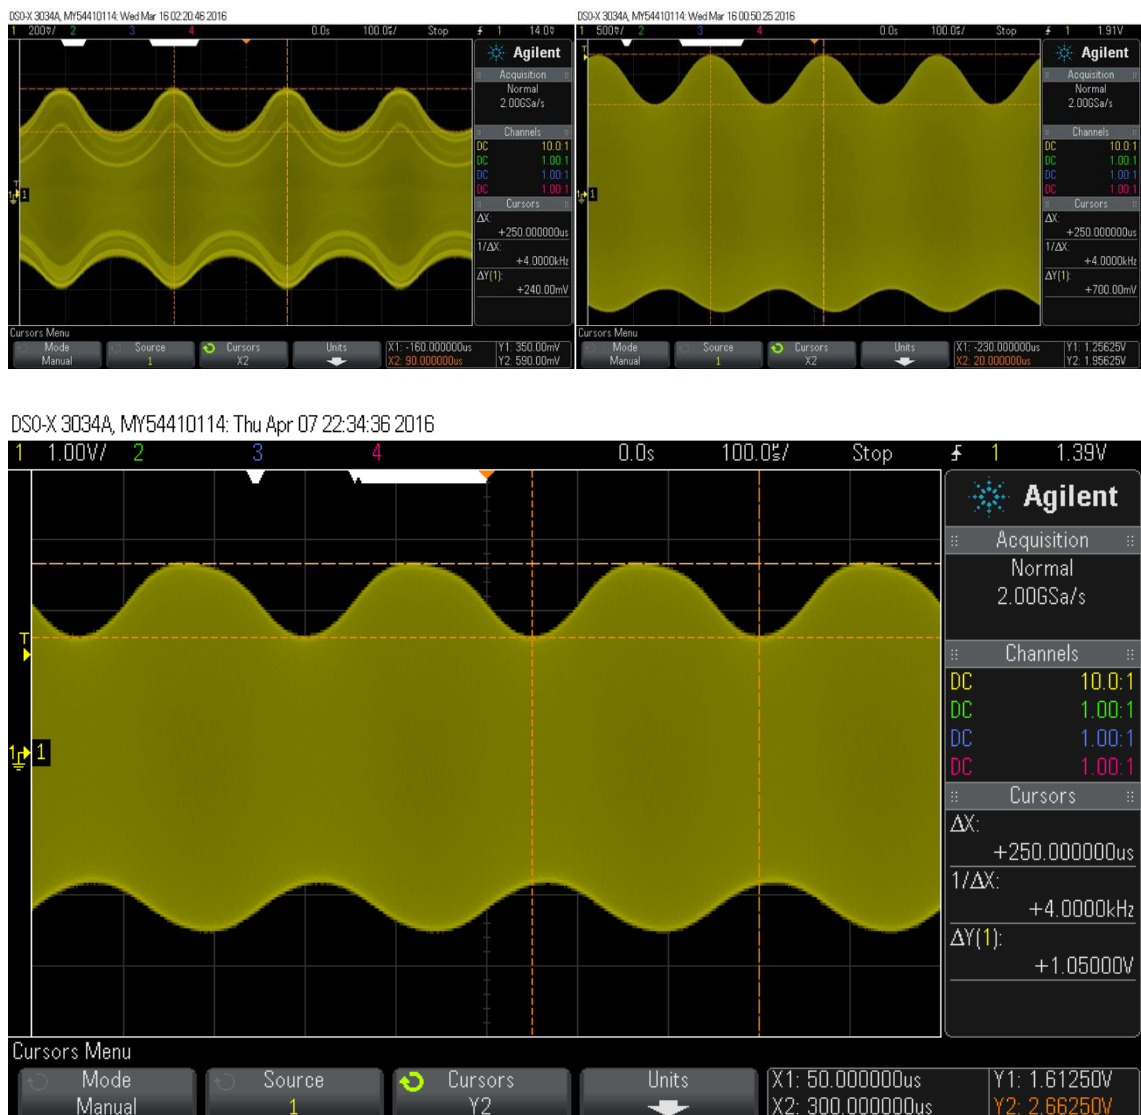 DSO-X 3034A, MY54410114: Wed Mar 16 02:20:46 2016
1 200▽/ 2 3 4 0.0s 100.0▽/ Stop 1 14.0▽
Agilent
Acquisition
Normal
2.00GSa/s
Channels
DC 10.0:1
DC 1.00:1
DC 1.00:1
DC 1.00:1
Cursors
ΔX:
+250.000000us
1/ΔX:
+4.0000kHz
ΔY(1):
+240.00mV
T
1
Cursors Menu
Mode Manual
Source 1
Cursors X2
Units
X1: -160.000000us
X2: 90.000000us
Y1: 350.00mV
Y2: 590.00mV
DSO-X 3034A, MY54410114: Wed Mar 16 00:50:25 2016
1 500▽/ 2 3 4 0.0s 100.0▽/ Stop 1 1.91V
Agilent
Acquisition
Normal
2.00GSa/s
Channels
DC 10.0:1
DC 1.00:1
DC 1.00:1
DC 1.00:1
Cursors
ΔX:
+250.000000us
1/ΔX:
+4.0000kHz
ΔY(1):
+700.00mV
T
1
Cursors Menu
Mode Manual
Source 1
Cursors X2
Units
X1: -230.000000us
X2: 20.000000us
Y1: 1.25625V
Y2: 1.95625V
DSO-X 3034A, MY54410114: Thu Apr 07 22:34:36 2016
1 1.00V/ 2 3 4 0.0s 100.0µs/ Stop 1 1.39V
Agilent
Acquisition
Normal
2.00GSa/s
Channels
DC 10.0:1
DC 1.00:1
DC 1.00:1
DC 1.00:1
Cursors
ΔX:
+250.000000us
1/ΔX:
+4.0000kHz
ΔY(1):
+1.05000V
T
1
Cursors Menu
Mode Manual
Source 1
Cursors Y2
Units
X1: 50.000000us
X2: 300.000000us
Y1: 1.61250V
Y2: 2.66250V